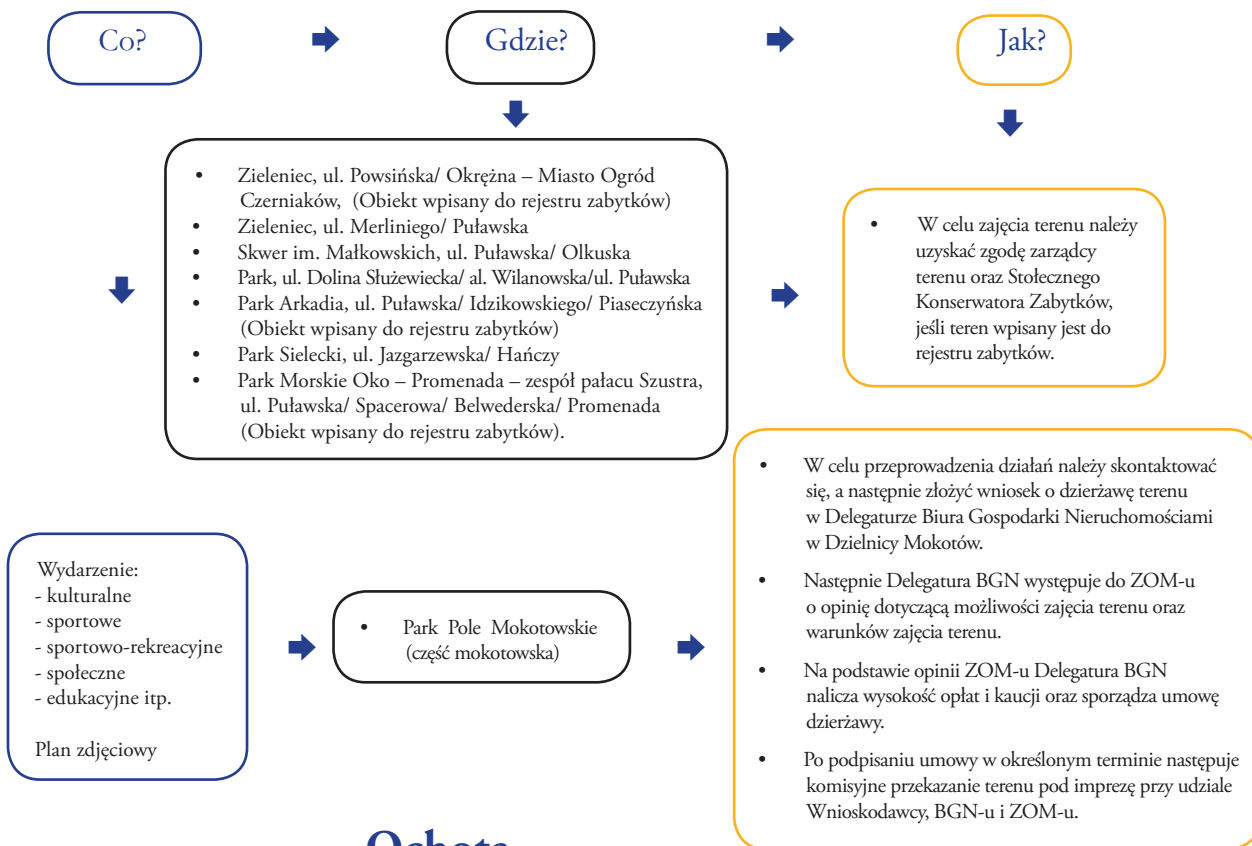 Co?
Gdzie?
Jak?
• Zieleniec, ul. Powsińska/ Okrężna – Miasto Ogród
Czerniaków, (Obiekt wpisany do rejestru zabytków)
• Zieleniec, ul. Merliniego/ Puławska
• Skwer im. Małkowskich, ul. Puławska/ Olkuska
• Park, ul. Dolina Służewiecka/ al. Wilanowska/ul. Puławska
• Park Arkadia, ul. Puławska/ Idzikowskiego/ Piaseczyńska
(Obiekt wpisany do rejestru zabytków)
• Park Sielecki, ul. Jazgarzewska/ Hańczy
• Park Morskie Oko – Promenada – zespół pałacu Szustra,
ul. Puławska/ Spacerowa/ Belwederska/ Promenada
(Obiekt wpisany do rejestru zabytków).
• W celu zajęcia terenu należy
uzyskać zgodę zarządcy
terenu oraz Stołecznego
Konserwatora Zabytków,
jeśli teren wpisany jest do
rejestru zabytków.
Wydarzenie:
- kulturalne
- sportowe
- sportowo-rekreacyjne
- społeczne
- edukacyjne itp.
Plan zdjęciowy
• Park Pole Mokotowskie
(część mokotowska)
• W celu przeprowadzenia działań należy skontaktować
się, a następnie złożyć wniosek o dzierżawę terenu
w Delegaturze Biura Gospodarki Nieruchomościami
w Dzielnicy Mokotów.
• Następnie Delegatura BGN występuje do ZOM-u
o opinię dotyczącą możliwości zajęcia terenu oraz
warunków zajęcia terenu.
• Na podstawie opinii ZOM-u Delegatura BGN
nalicza wysokość opłat i kaucji oraz sporządza umowę
dzierżawy.
• Po podpisaniu umowy w określonym terminie następuje
komisyjne przekazanie terenu pod imprezę przy udziale
Wnioskodawcy, BGN-u i ZOM-u.
Ochota